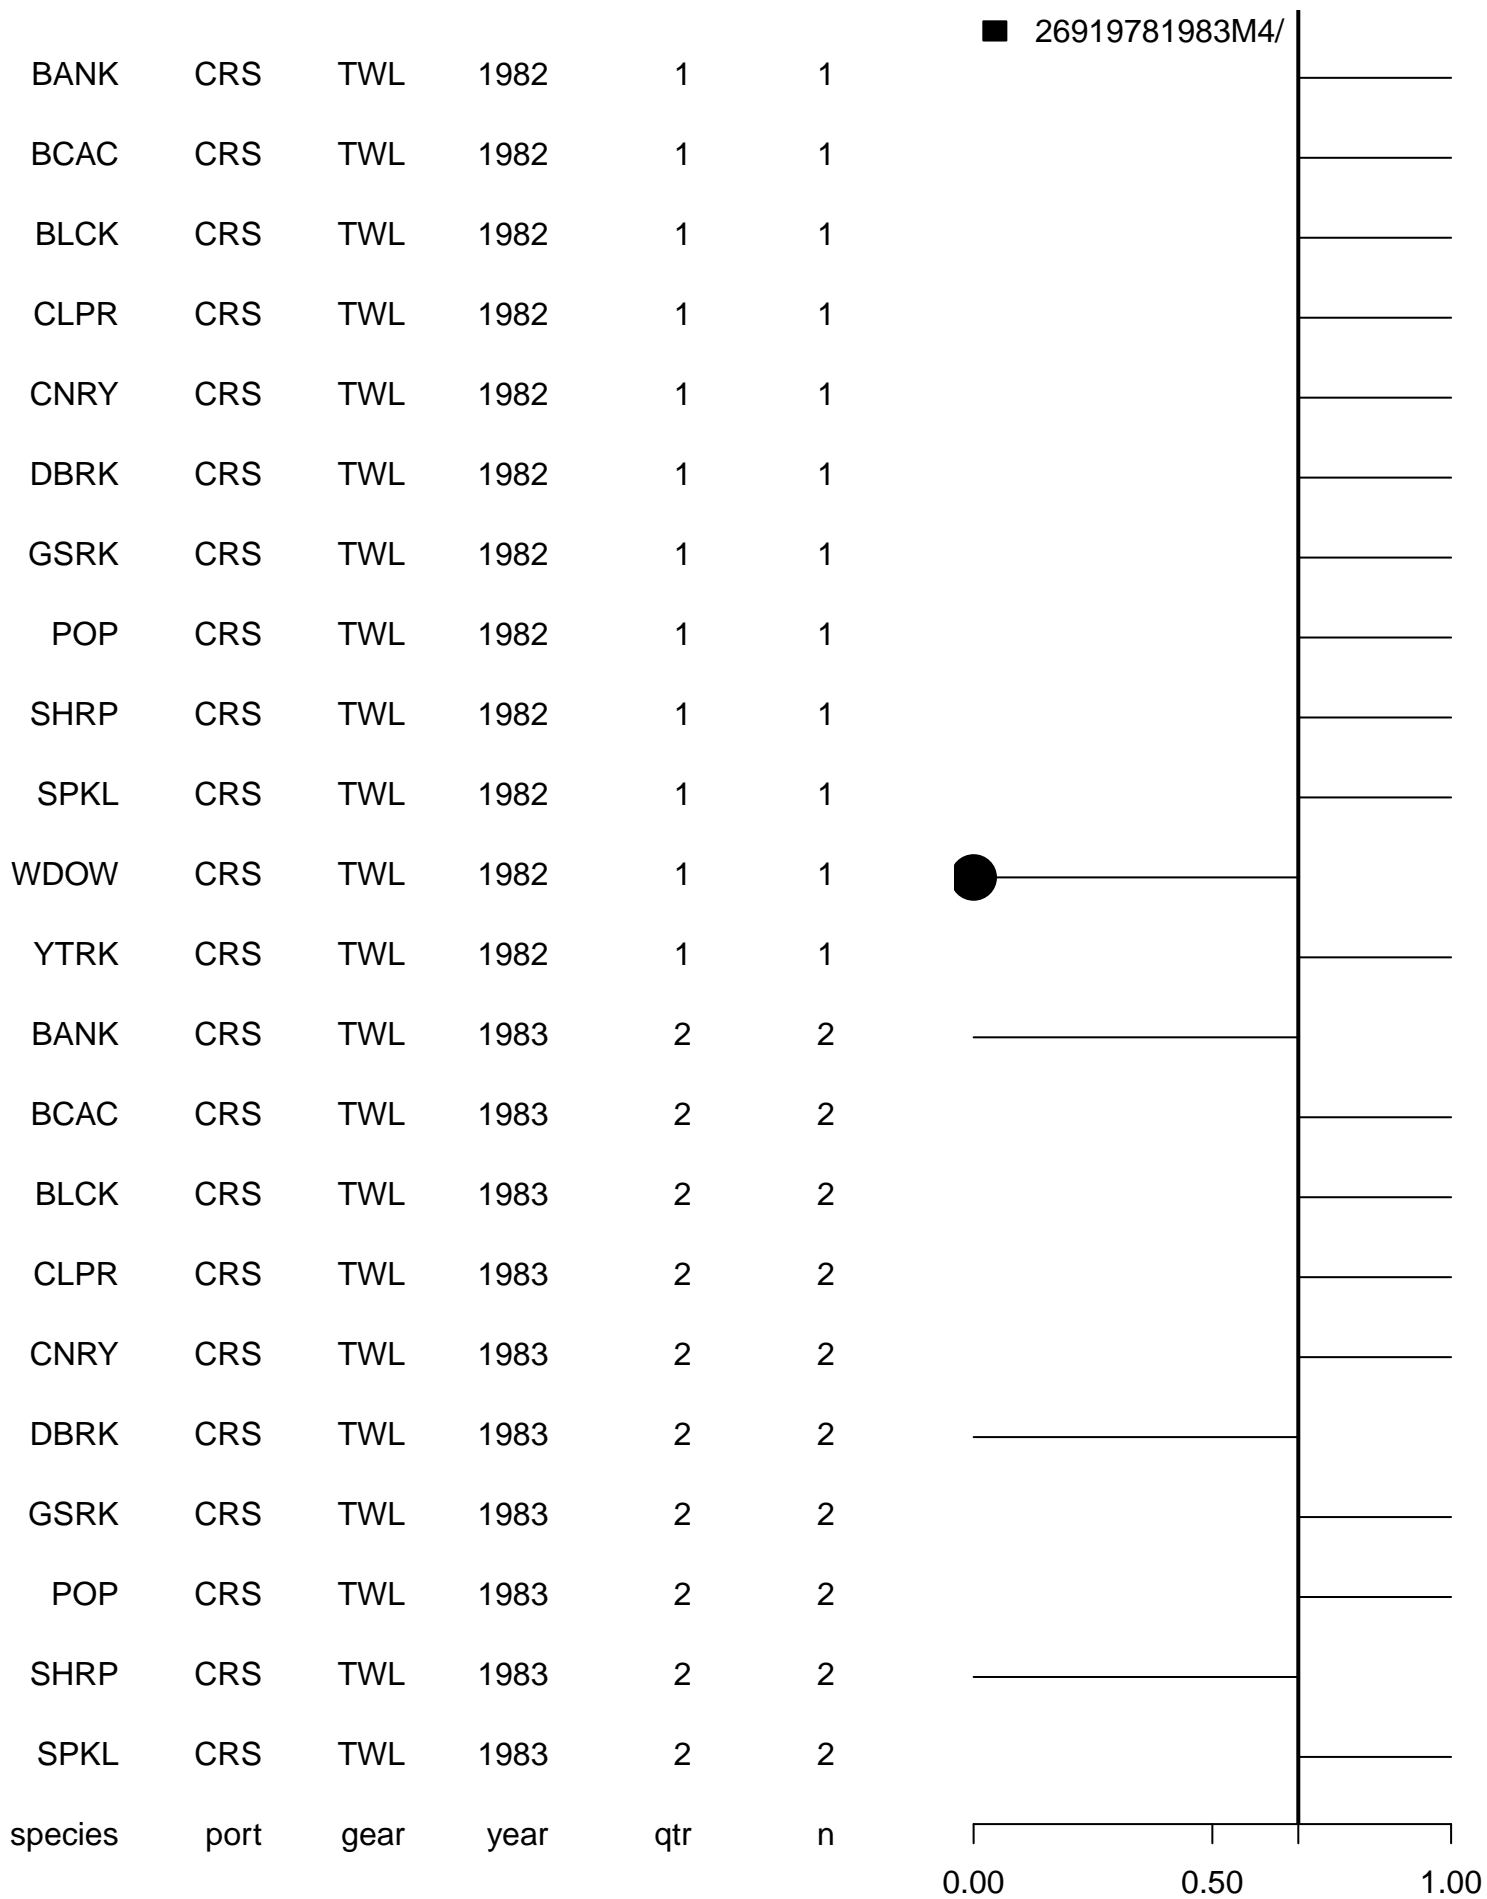 26919781983M4/
BANK CRS TWL 1982 1 1
BCAC CRS TWL 1982 1 1
BLCK CRS TWL 1982 1 1
CLPR CRS TWL 1982 1 1
CNRY CRS TWL 1982 1 1
DBRK CRS TWL 1982 1 1
GSRK CRS TWL 1982 1 1
POP CRS TWL 1982 1 1
SHRP CRS TWL 1982 1 1
SPKL CRS TWL 1982 1 1
WDOW CRS TWL 1982 1 1
YTRK CRS TWL 1982 1 1
BANK CRS TWL 1983 2 2
BCAC CRS TWL 1983 2 2
BLCK CRS TWL 1983 2 2
CLPR CRS TWL 1983 2 2
CNRY CRS TWL 1983 2 2
DBRK CRS TWL 1983 2 2
GSRK CRS TWL 1983 2 2
POP CRS TWL 1983 2 2
SHRP CRS TWL 1983 2 2
SPKL CRS TWL 1983 2 2
species port gear year qtr n
0.00 0.50 1.00